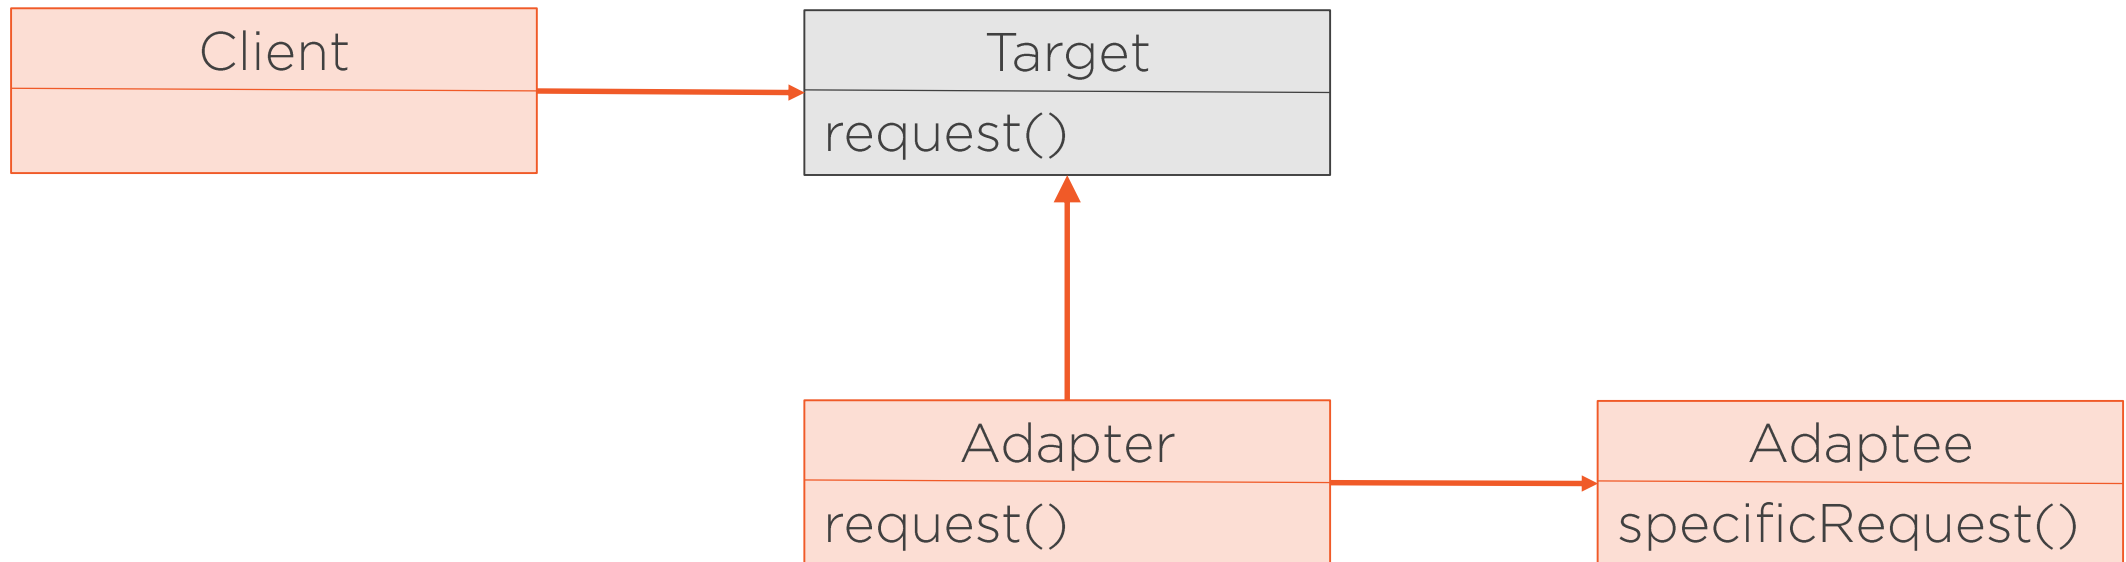 Client
Target
request()
Adapter
request()
Adaptee
specificRequest()